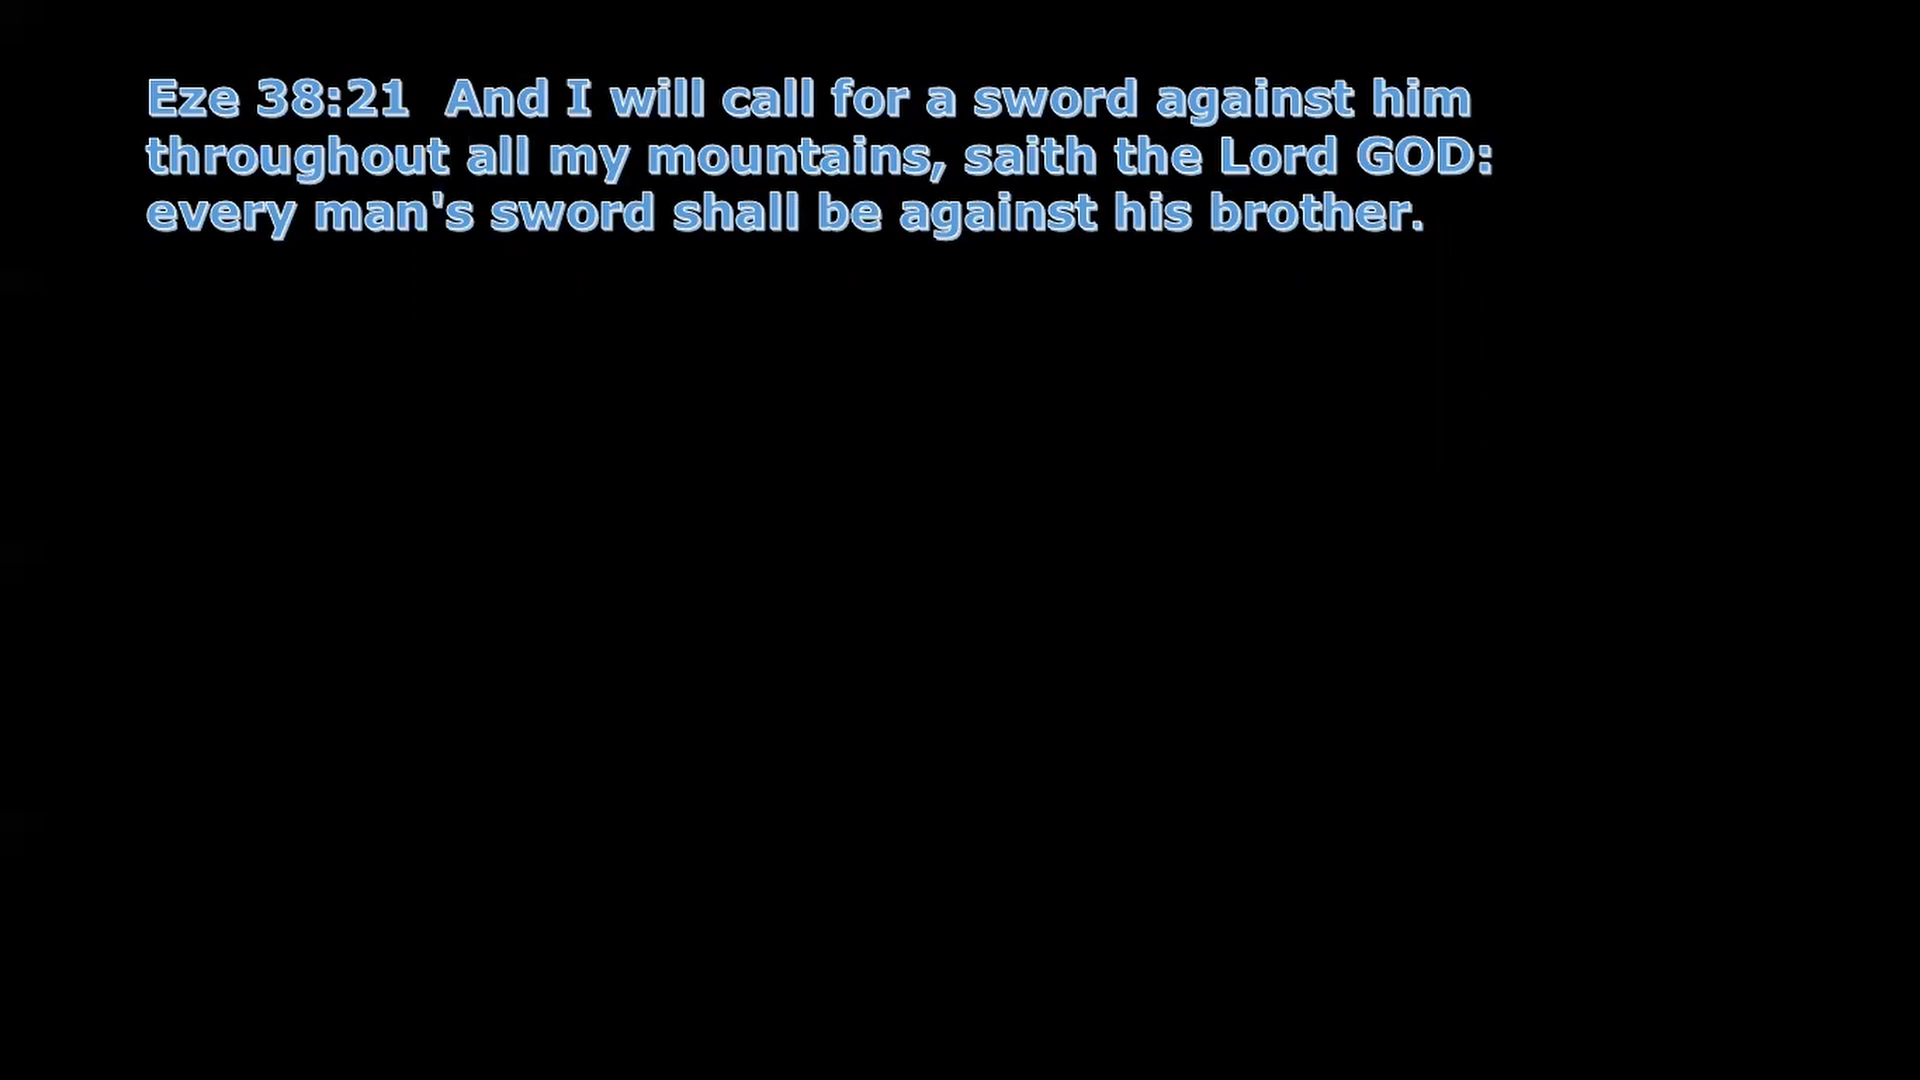 Eze 38:21  And I will call for a sword against him
throughout all my mountains, saith the Lord GOD:
every man's sword shall be against his brother.